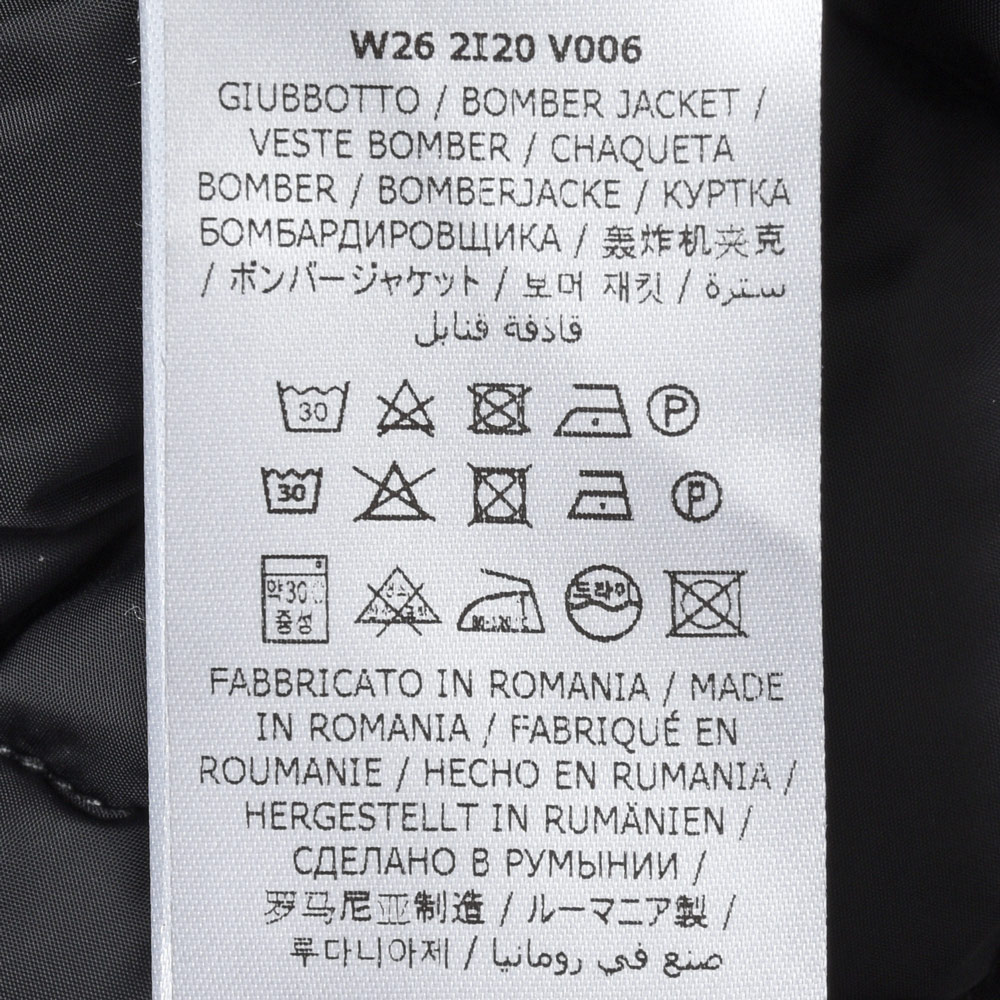 W26 2I20 V006
GIUBBOTTO / BOMBER JACKET /
VESTE BOMBER / CHAQUETA
BOMBER / BOMBERJACKE / КУРТКА
БОМБАРДИРОВЩИКА / 轰炸机夹克
/ ボンバージャケット / 보머 재킷 / سترة
قاذفة قنابل
30 P
30 P
약30 드라이
중성
FABBRICATO IN ROMANIA / MADE
IN ROMANIA / FABRIQUÉ EN
ROUMANIE / HECHO EN RUMANIA /
HERGESTELLT IN RUMÄNIEN /
СДЕЛАНО В РУМЫНИИ /
罗马尼亚制造 / ルーマニア製 /
루다니아제 / صنع في رومانيا